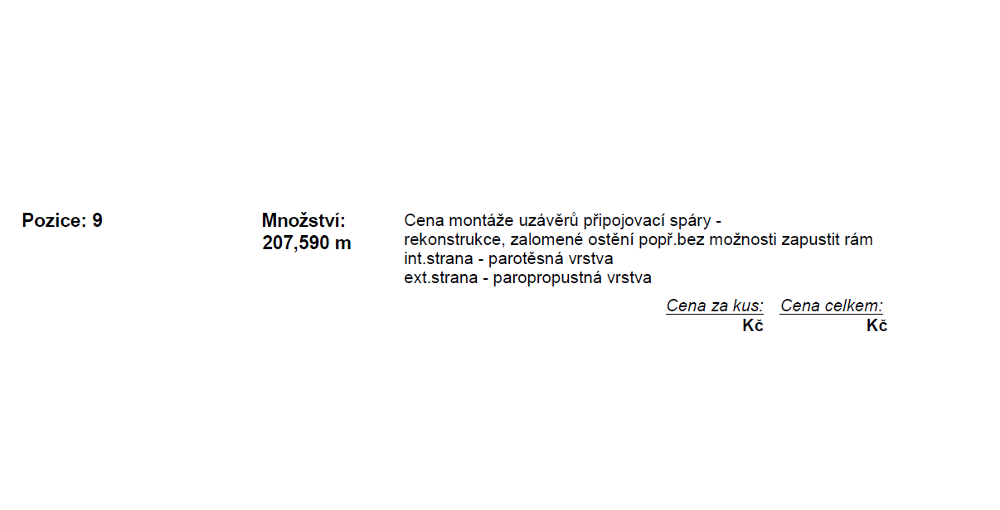 Pozice: 9
Množství:
207,590 m
Cena montáže uzávěrů připojovací spáry -
rekonstrukce, zalomené ostění popř.bez možnosti zapustit rám
int.strana - parotěsná vrstva
ext.strana - paropropustná vrstva
Cena za kus: Cena celkem:
Kč Kč